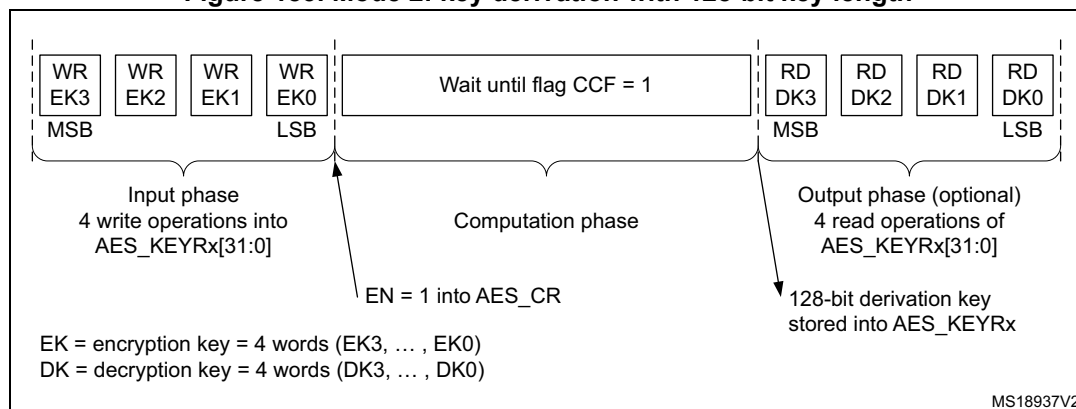 WR EK3
WR EK2
WR EK1
WR EK0
MSB
LSB
Wait until flag CCF = 1
RD DK3
RD DK2
RD DK1
RD DK0
MSB
LSB
Input phase
4 write operations into
AES_KEYRx[31:0]
Computation phase
Output phase (optional)
4 read operations of
AES_KEYRx[31:0]
EN = 1 into AES_CR
128-bit derivation key
stored into AES_KEYRx
EK = encryption key = 4 words (EK3, … , EK0)
DK = decryption key = 4 words (DK3, … , DK0)
MS18937V2